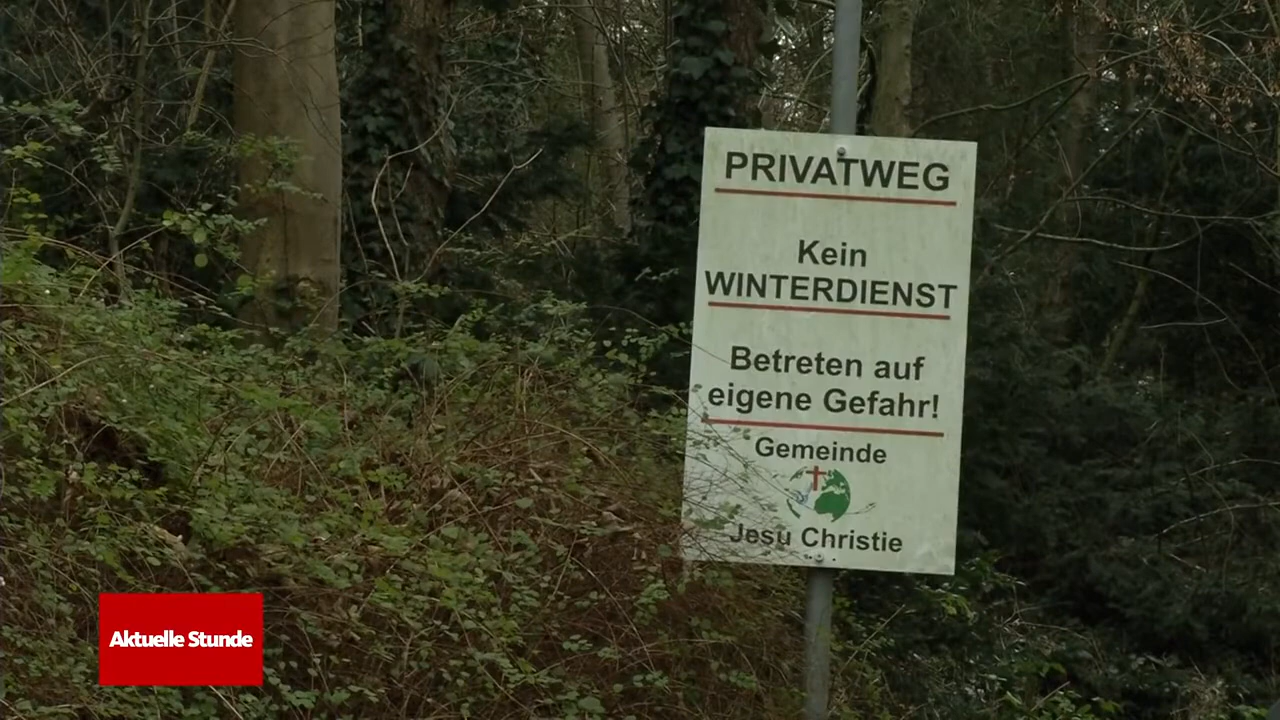 PRIVATWEG
Kein
WINTERDIENST
Betreten auf
eigene Gefahr!
Gemeinde
Jesu Christie
Aktuelle Stunde